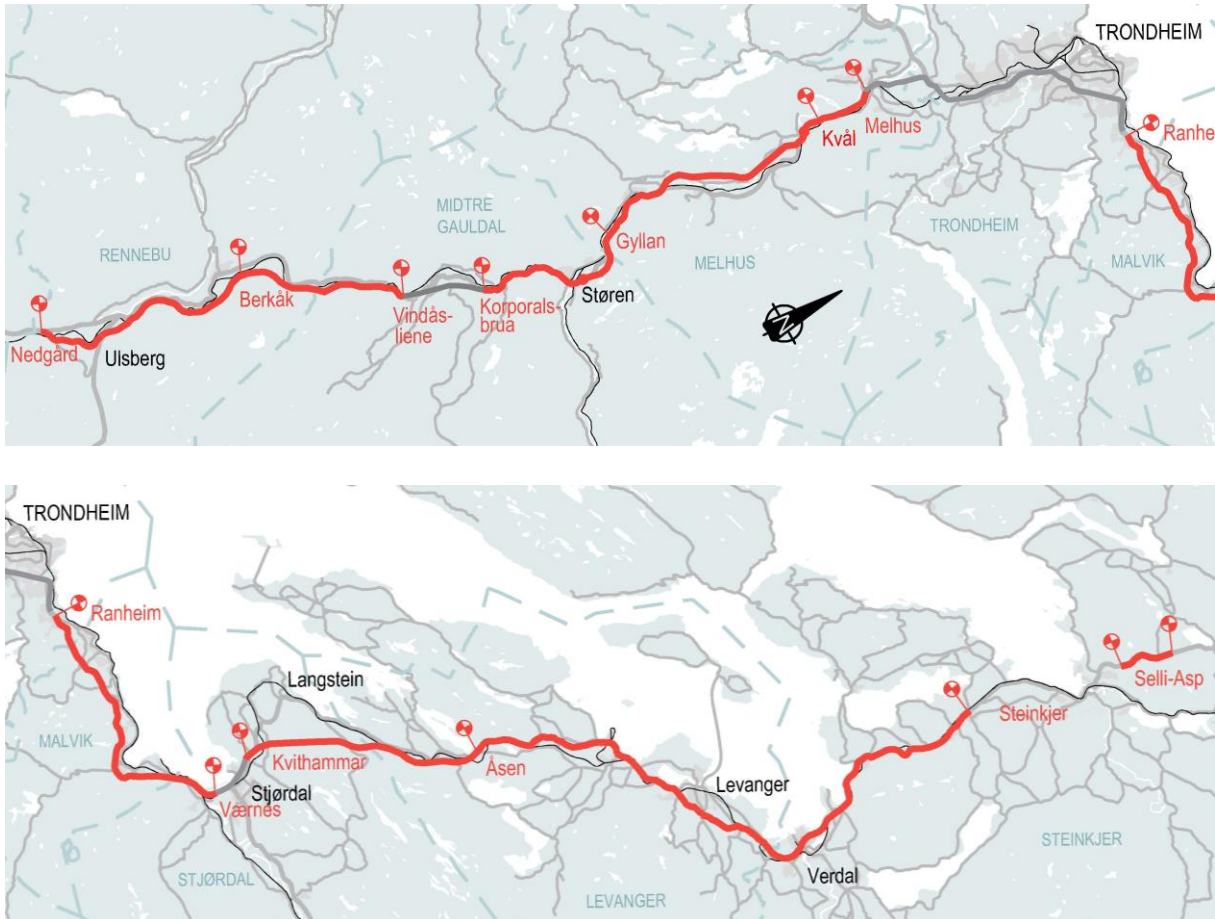 TRONDHEIM
Ranhe
Melhus
Kvål
MIDTRE
GAULDAL
TRONDHEIM
RENNEBU
Gyllan
MELHUS
MALVIK
Berkåk
Støren
Vindås-
liene
Korporals-
brua
Nedgård
Ulsberg
N
TRONDHEIM
Ranheim
Langstein
Selli-Asp
Steinkjer
MALVIK
Kvithammar
Åsen
Stjørdal
Værnes
Levanger
STEINKJER
STJØRDAL
Verdal
LEVANGER